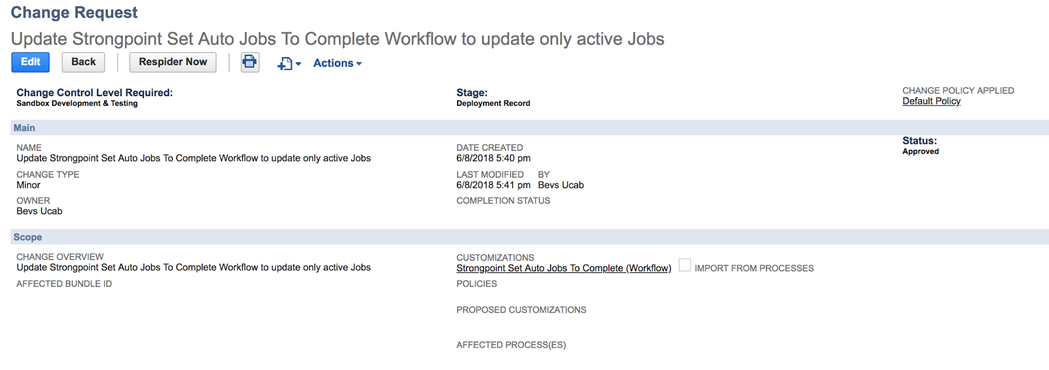 Change Request
Update Strongpoint Set Auto Jobs To Complete Workflow to update only active Jobs
Edit Back Respider Now Actions
Change Control Level Required: Stage: CHANGE POLICY APPLIED
Sandbox Development & Testing Deployment Record Default Policy
Main
NAME DATE CREATED Status:
Update Strongpoint Set Auto Jobs To Complete Workflow to update only active Jobs 6/8/2018 5:40 pm Approved
CHANGE TYPE LAST MODIFIED BY
Minor 6/8/2018 5:41 pm Bevs Ucab
OWNER COMPLETION STATUS
Bevs Ucab
Scope
CHANGE OVERVIEW CUSTOMIZATIONS
Update Strongpoint Set Auto Jobs To Complete Workflow to update only active Jobs Strongpoint Set Auto Jobs To Complete (Workflow) IMPORT FROM PROCESSES
AFFECTED BUNDLE ID POLICIES
PROPOSED CUSTOMIZATIONS
AFFECTED PROCESS(ES)